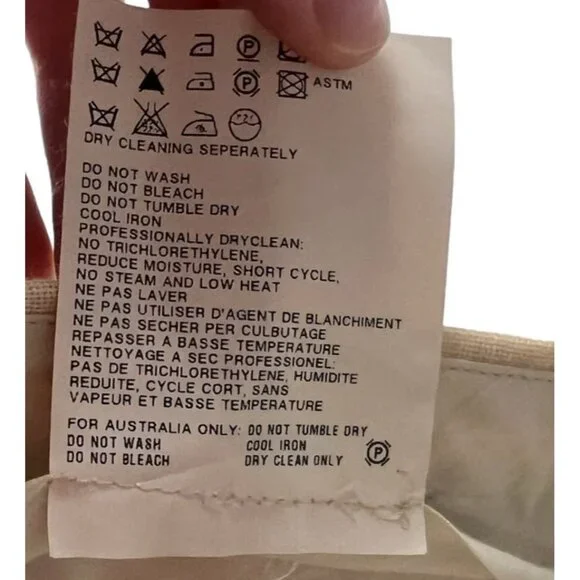 P
P ASTM
DRY CLEANING SEPERATELY
DO NOT WASH
DO NOT BLEACH
DO NOT TUMBLE DRY
COOL IRON
PROFESSIONALLY DRYCLEAN:
NO TRICHLORETHYLENE,
REDUCE MOISTURE, SHORT CYCLE,
NO STEAM AND LOW HEAT
NE PAS LAVER
NE PAS UTILISER D'AGENT DE BLANCHIMENT
NE PAS SECHER PER CULBUTAGE
REPASSER A BASSE TEMPERATURE
NETTOYAGE A SEC PROFESSIONEL:
PAS DE TRICHLORETHYLENE, HUMIDITE
REDUITE, CYCLE CORT, SANS
VAPEUR ET BASSE TEMPERATURE
FOR AUSTRALIA ONLY: DO NOT TUMBLE DRY
DO NOT WASH COOL IRON
DO NOT BLEACH DRY CLEAN ONLY P